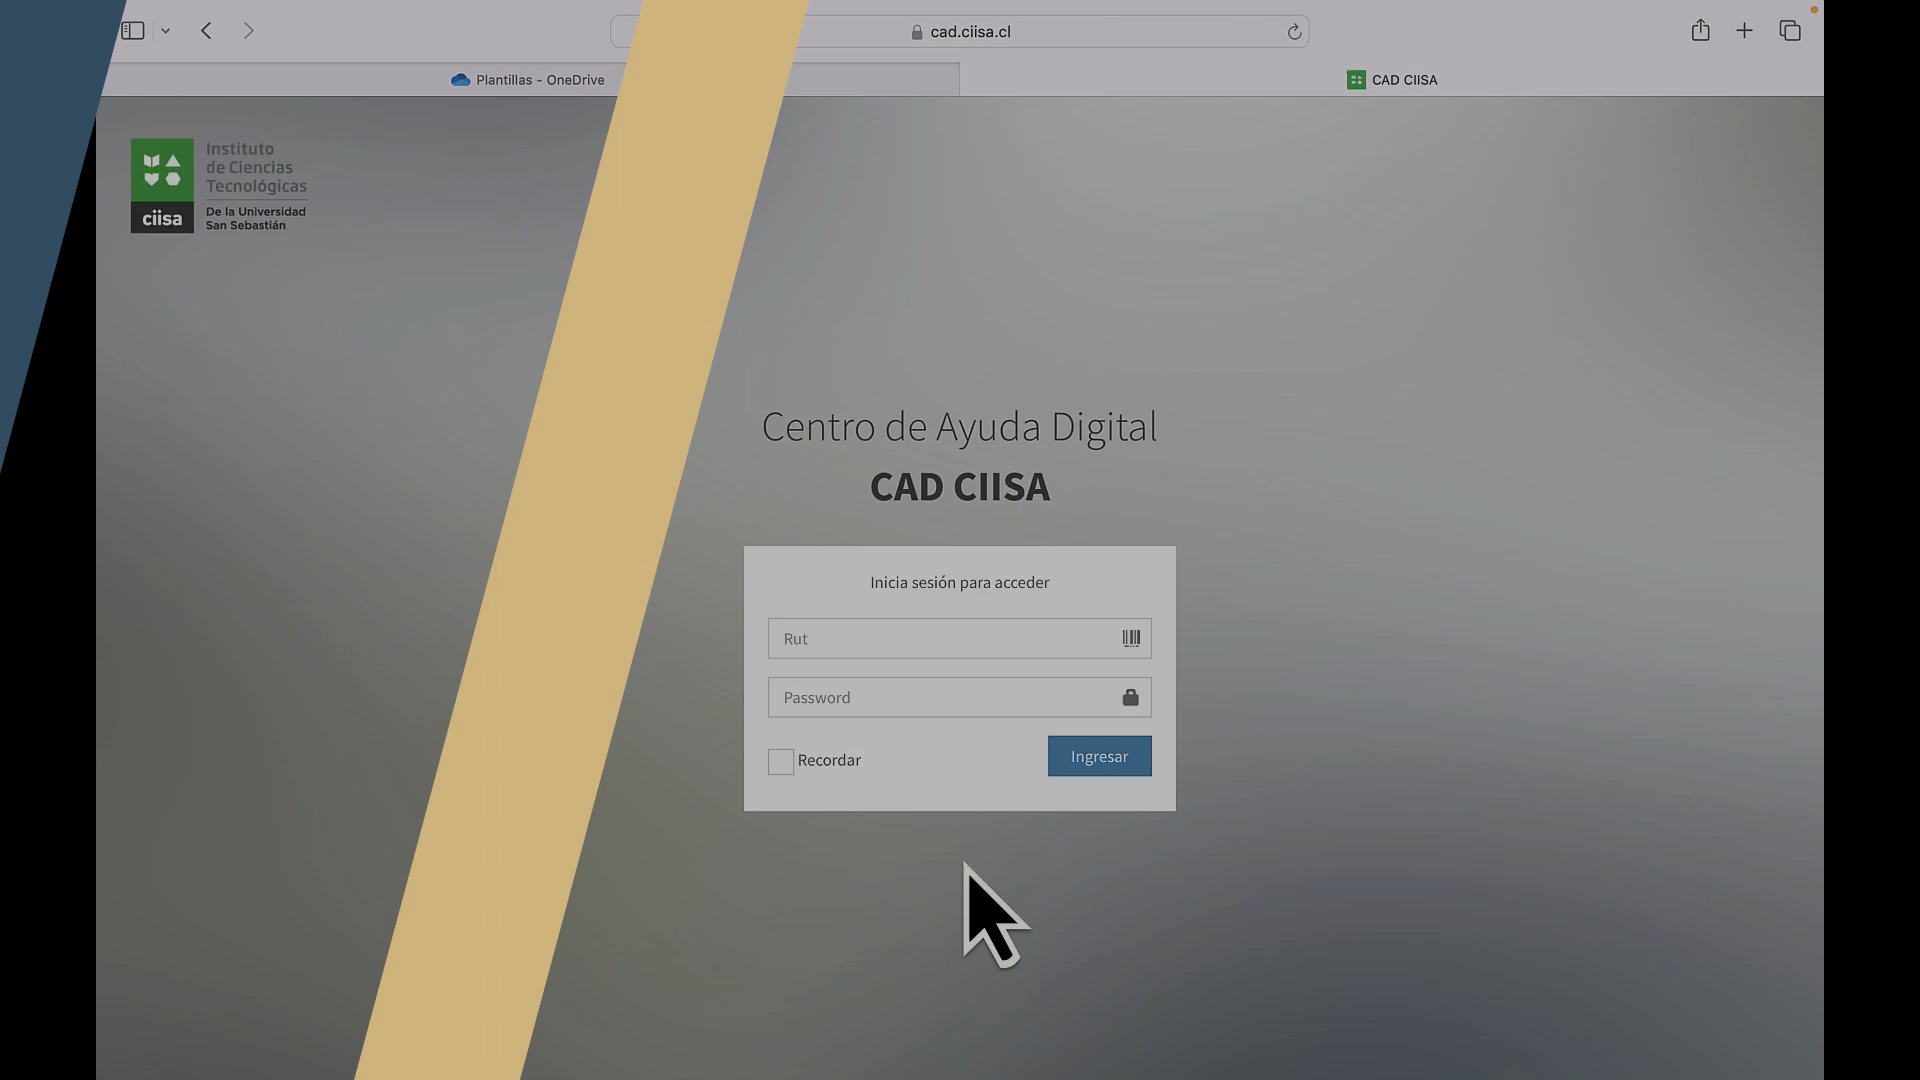 cad.ciisa.cl
Plantillas - OneDrive
CAD CIISA
Instituto
de Ciencias
Tecnológicas
De la Universidad
San Sebastián
ciisa
Centro de Ayuda Digital
CAD CIISA
Inicia sesión para acceder
Rut
Password
Recordar
Ingresar